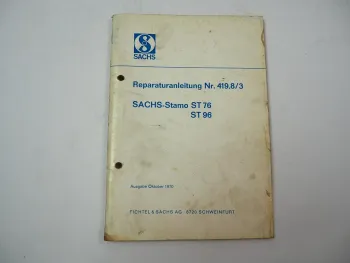 SACHS
Reparaturanleitung Nr. 419.8/3
SACHS-Stamo ST 76
ST 96
Ausgabe Oktober 1970
FICHTEL & SACHS AG · 8720 SCHWEINFURT